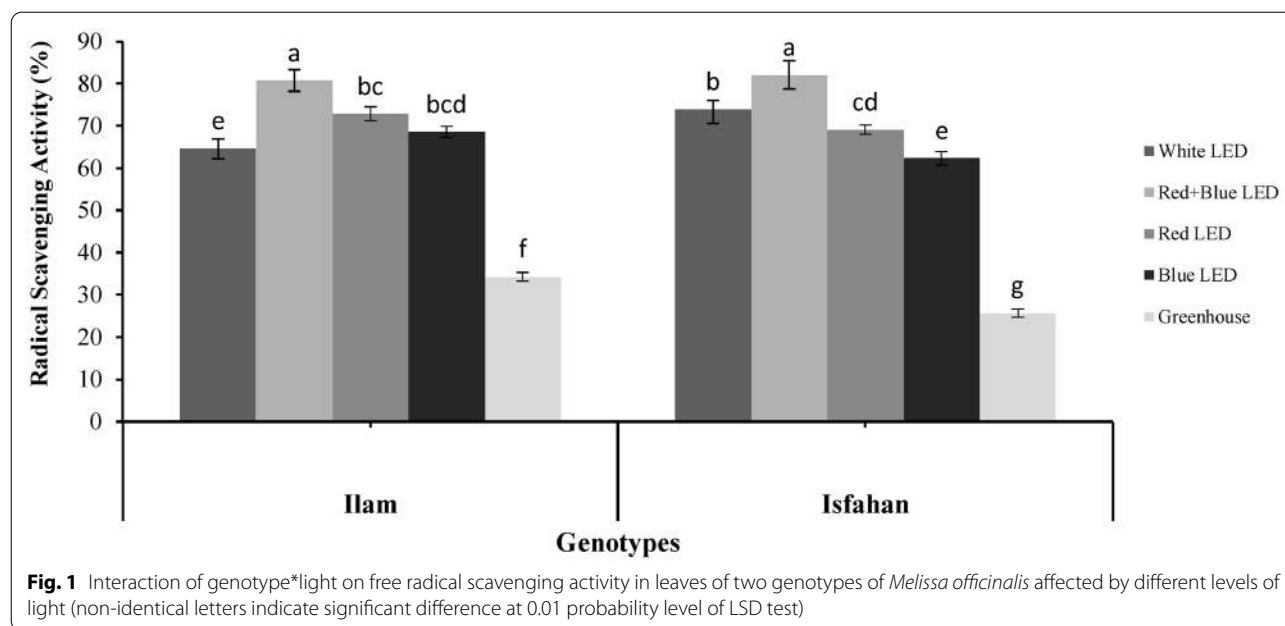 Radical Scavenging Activity (%)
90
80
70
60
50
40
30
20
10
0
e
a
bc
bcd
f
b
a
cd
e
g
White LED
Red+Blue LED
Red LED
Blue LED
Greenhouse
Ilam
Isfahan
Genotypes
Fig. 1 Interaction of genotype*light on free radical scavenging activity in leaves of two genotypes of Melissa officinalis affected by different levels of
light (non-identical letters indicate significant difference at 0.01 probability level of LSD test)